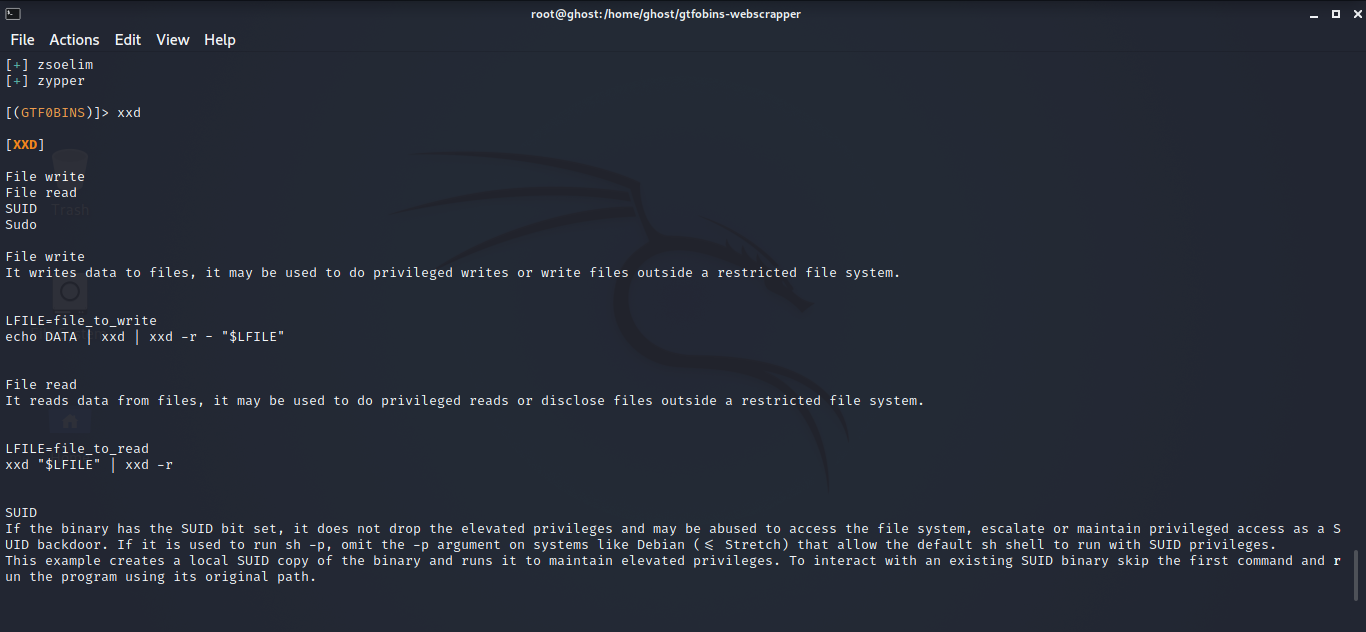 root@ghost:/home/ghost/gtfobins-webscrapper
File Actions Edit View Help
[+] zsoelim
[+] zypper
[(GTF0BINS)]> xxd
[XXD]
File write
File read
SUID
Trash
Sudo
File write
It writes data to files, it may be used to do privileged writes or write files outside a restricted file system.
LFILE=file_to_write
echo DATA | xxd | xxd -r - "$LFILE"
File read
It reads data from files, it may be used to do privileged reads or disclose files outside a restricted file system.
LFILE=file_to_read
xxd "$LFILE" | xxd -r
SUID
If the binary has the SUID bit set, it does not drop the elevated privileges and may be abused to access the file system, escalate or maintain privileged access as a S
UID backdoor. If it is used to run sh -p, omit the -p argument on systems like Debian (⩽ Stretch) that allow the default sh shell to run with SUID privileges.
This example creates a local SUID copy of the binary and runs it to maintain elevated privileges. To interact with an existing SUID binary skip the first command and r
un the program using its original path.